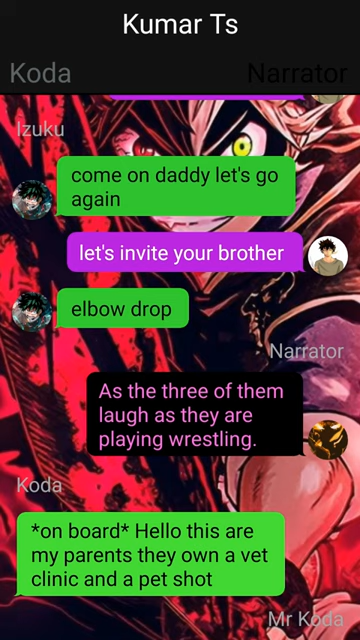 Kumar Ts
Koda
Narrator
Izuku
come on daddy let's go
again
let's invite your brother
elbow drop
Narrator
As the three of them
laugh as they are
playing wrestling.
Koda
*on board* Hello this are
my parents they own a vet
clinic and a pet shot
Mr Koda